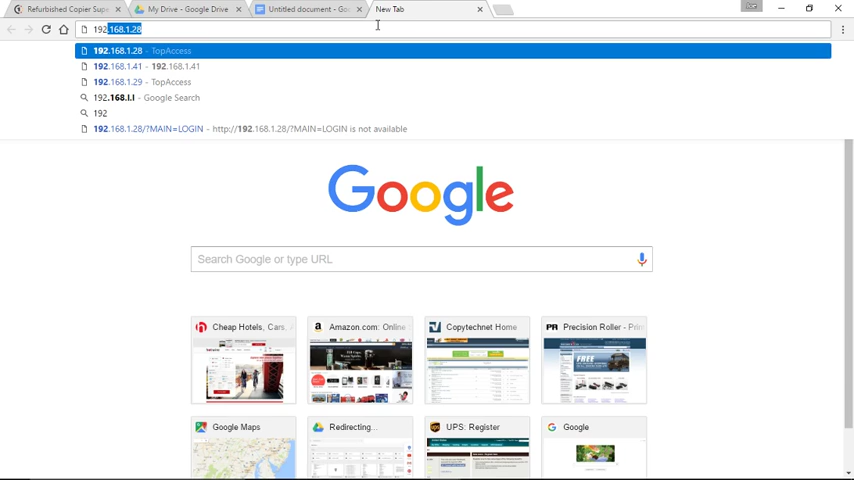 Refurbished Copier Supe
My Drive - Google Drive
Untitled document - Goo
New Tab
192.168.1.28
192.168.1.28 - TopAccess
192.168.1.41 - 192.168.1.41
192.168.1.29 - TopAccess
192.168.I.I - Google Search
192
192.168.1.28/?MAIN=LOGIN - http://192.168.1.28/?MAIN=LOGIN is not available
Google
Search Google or type URL
Cheap Hotels, Cars, A
Amazon.com: Online S
Copytechnet Home
Precision Roller - Prin
FREE
Google Maps
Redirecting...
UPS: Register
Google